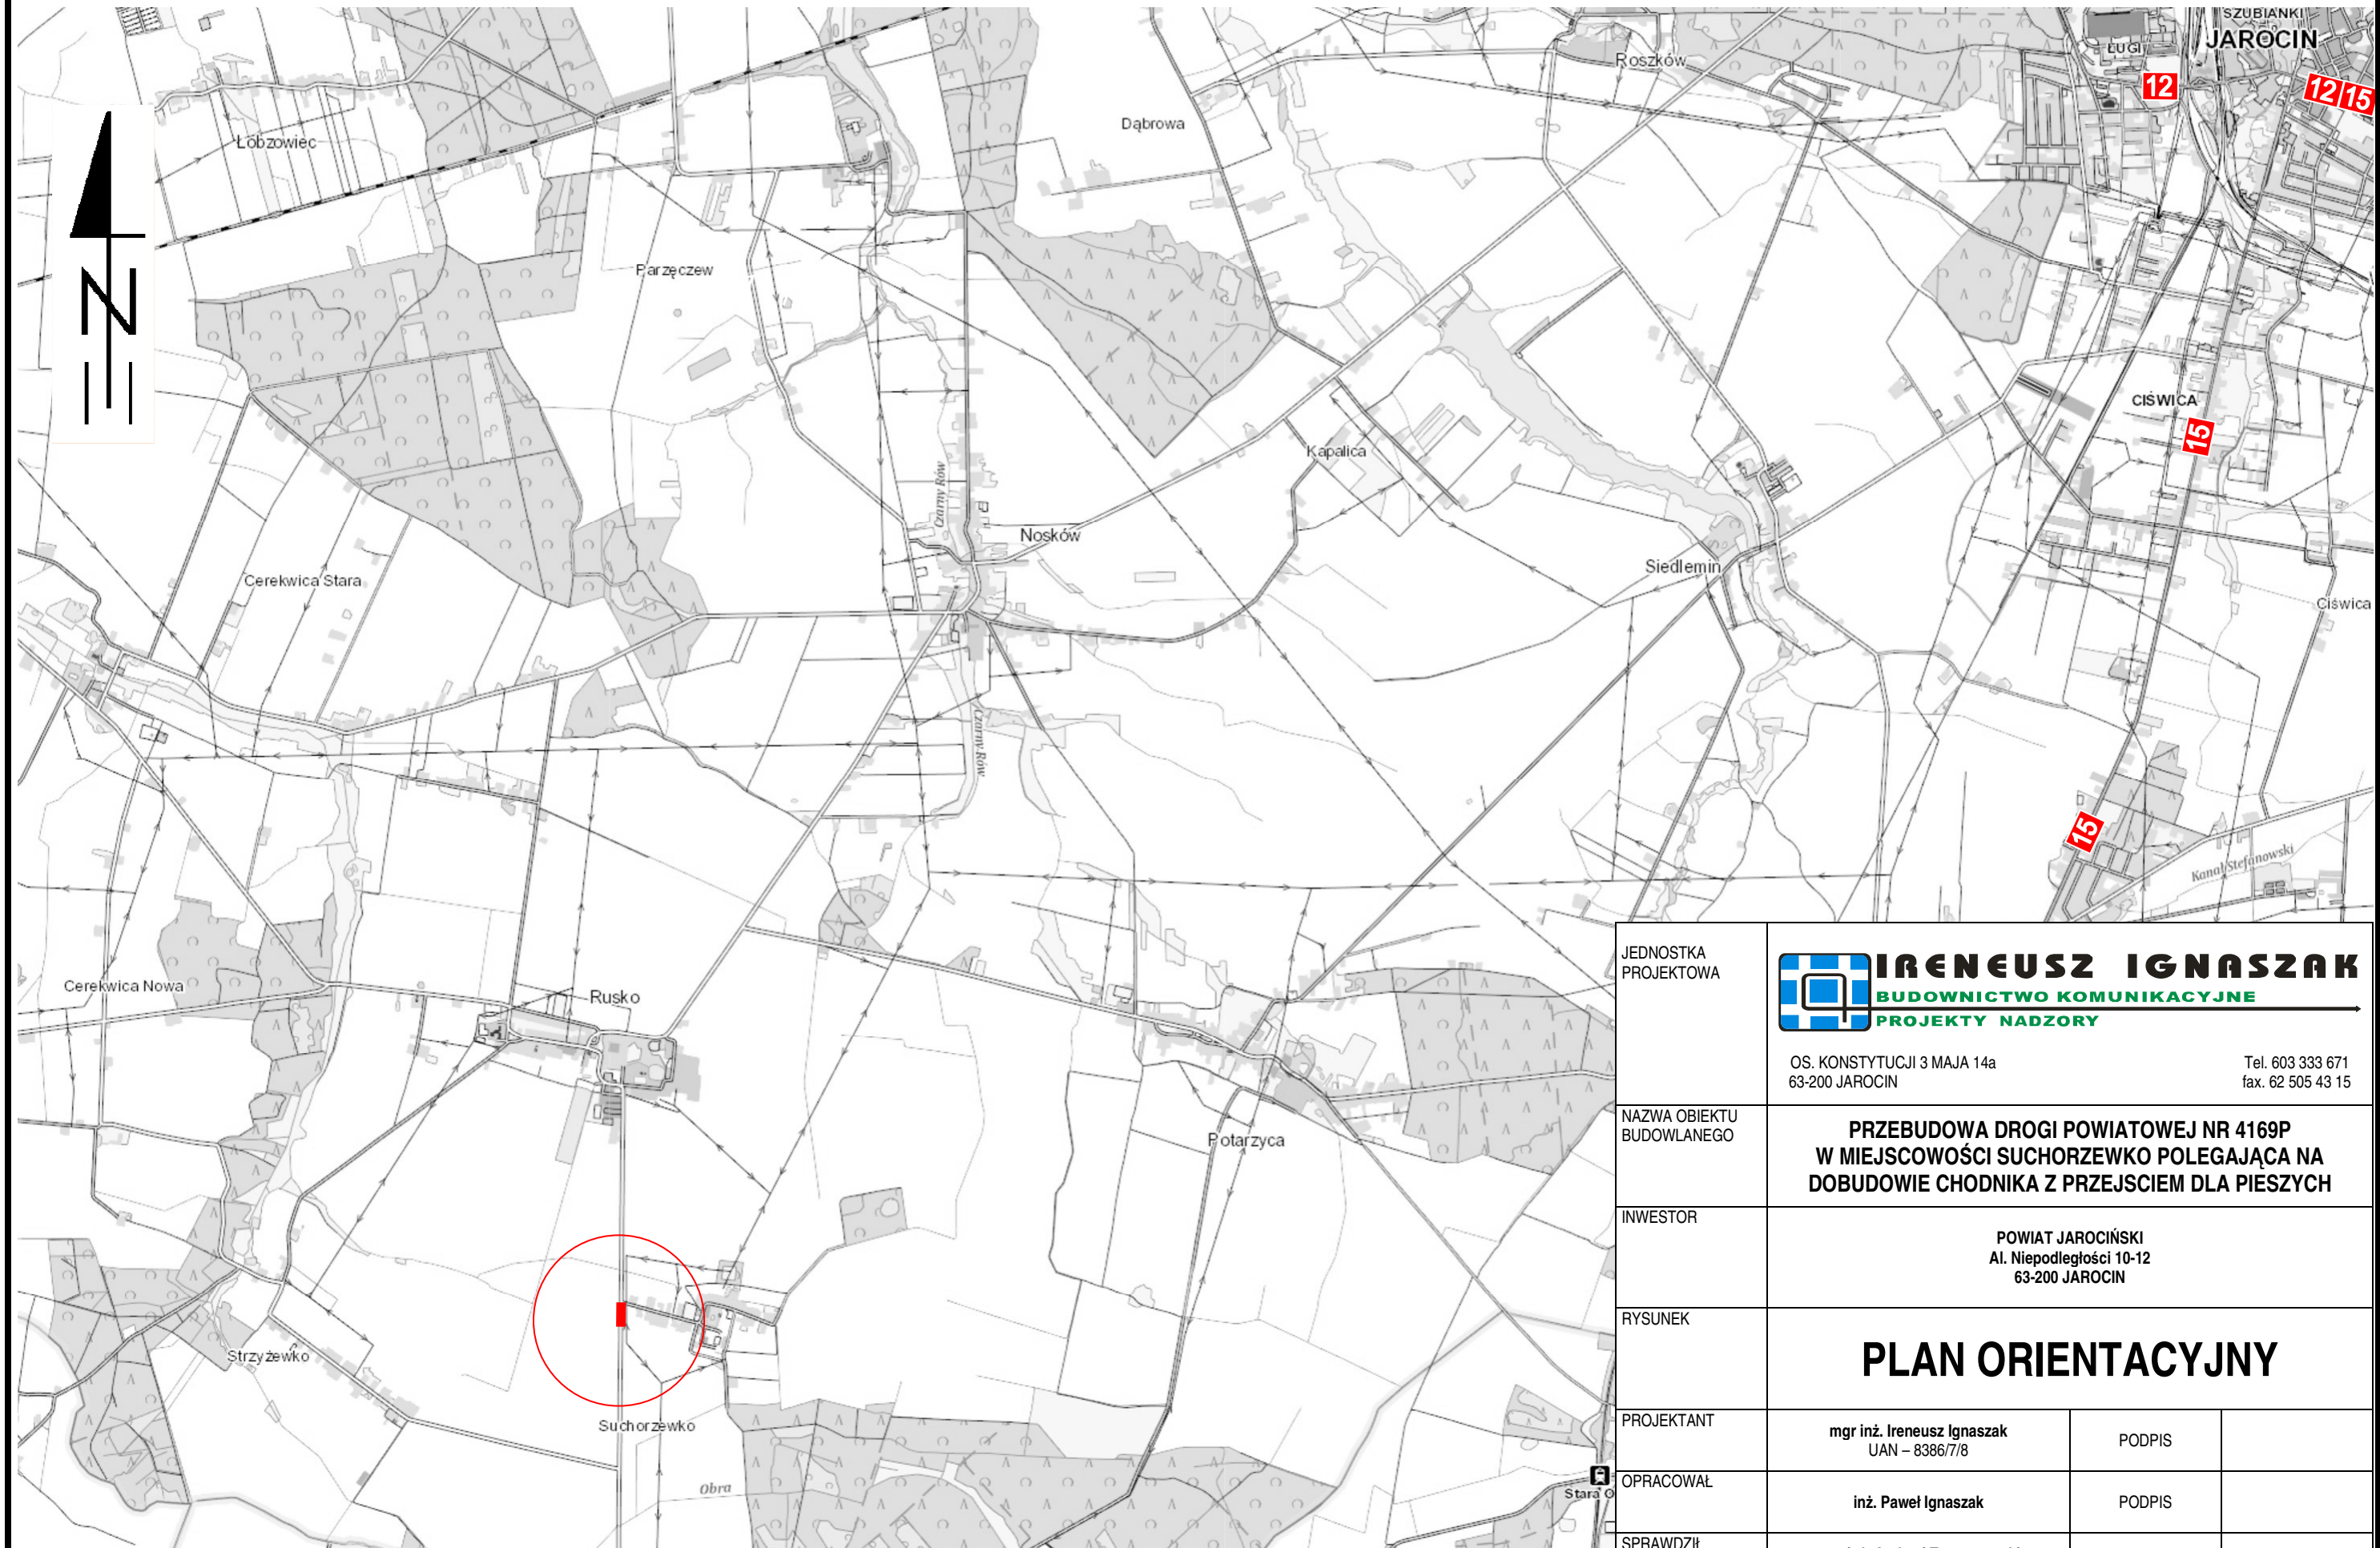 SZUBIANKI
JAROCIN
ŁUGI
Roszków
12
12 15
Dąbrowa
Łobzowiec
N
Parzęczew
CIŚWICA
15
Kapalica
Czarny Rów
Nosków
Siedlemin
Cerekwica Stara
Ciświca
Czarny Rów
15
Kanał Stefanowski
Cerekwica Nowa
Rusko
Potarzyca
Strzyżewko
Suchorzewko
Obra
Stara O
JEDNOSTKA
PROJEKTOWA
IRENEUSZ IGNASZAK
BUDOWNICTWO KOMUNIKACYJNE
PROJEKTY NADZORY
OS. KONSTYTUCJI 3 MAJA 14a
63-200 JAROCIN
Tel. 603 333 671
fax. 62 505 43 15
NAZWA OBIEKTU
BUDOWLANEGO
PRZEBUDOWA DROGI POWIATOWEJ NR 4169P
W MIEJSCOWOŚCI SUCHORZEWKO POLEGAJĄCA NA
DOBUDOWIE CHODNIKA Z PRZEJSCIEM DLA PIESZYCH
INWESTOR
POWIAT JAROCIŃSKI
Al. Niepodległości 10-12
63-200 JAROCIN
RYSUNEK
PLAN ORIENTACYJNY
PROJEKTANT
mgr inż. Ireneusz Ignaszak
UAN – 8386/7/8
PODPIS
OPRACOWAŁ
inż. Paweł Ignaszak
PODPIS
SPRAWDZIŁ